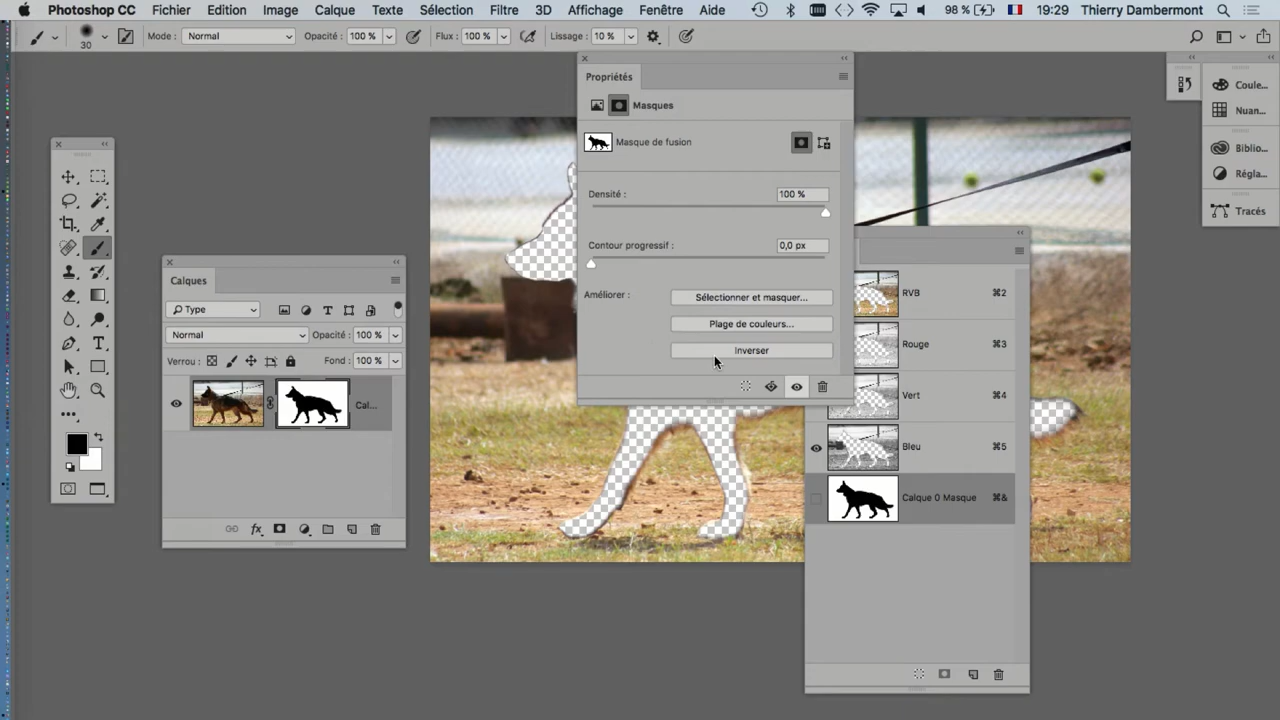 Photoshop CC Fichier Edition Image Calque Texte Sélection Filtre 3D Affichage Fenêtre Aide 98 % 19:29 Thierry Dambermont
30 Mode : Normal Opacité : 100 % Flux : 100 % Lissage : 10 %
Propriétés
Masques
Masque de fusion
Densité : 100 %
Contour progressif : 0,0 px
Améliorer : Sélectionner et masquer...
Plage de couleurs...
Inverser
Calques
Type
Normal Opacité : 100 %
Verrou : Fond : 100 %
Cal...
RVB ⌘2
Rouge ⌘3
Vert ⌘4
Bleu ⌘5
Calque 0 Masque ⌘&
Coule...
Nuan...
Biblio...
Régla...
Tracés